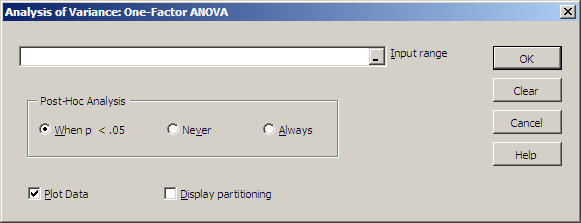 Analysis of Variance: One-Factor ANOVA
Input range
OK
Post-Hoc Analysis
Clear
When p < .05 Never Always
Cancel
Help
Plot Data Display partitioning